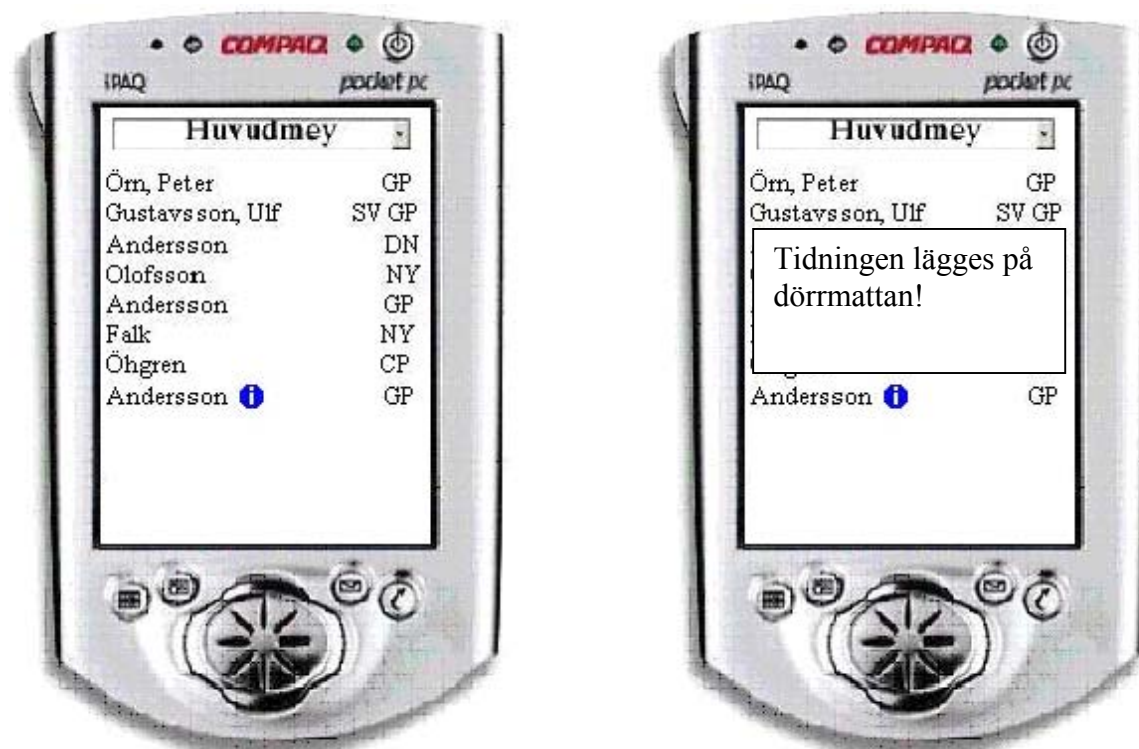 COMPAQ
iPAQ pocket pc
Huvudmey
Örn, Peter GP
Gustavsson, Ulf SV GP
Andersson DN
Olofsson NY
Andersson GP
Falk NY
Öhgren CP
Andersson i GP
COMPAQ
iPAQ pocket pc
Huvudmey
Örn, Peter GP
Gustavsson, Ulf SV GP
Tidningen lägges på
dörrmattan!
Andersson i GP